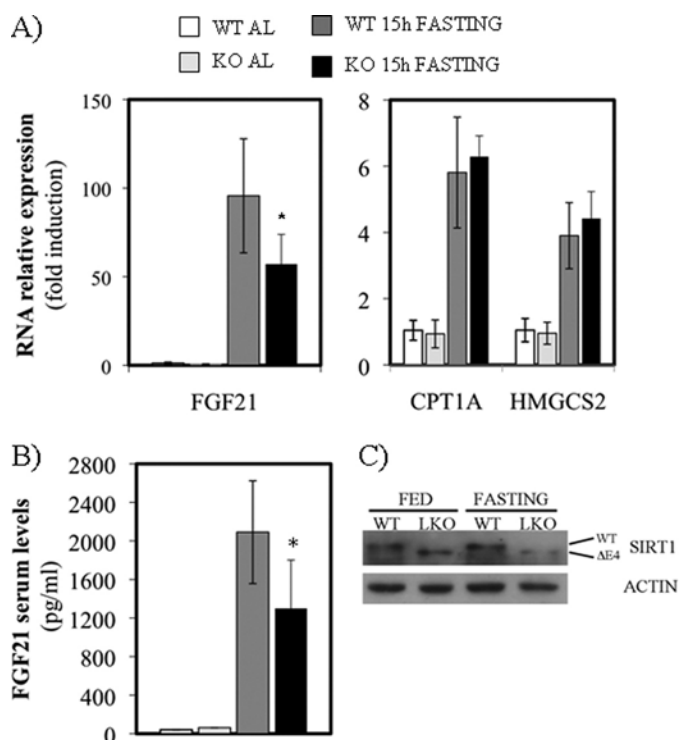 A)
WT AL
WT 15h FASTING
KO AL
KO 15h FASTING
RNA relative expression
(fold induction)
150
100
50
0
FGF21
8
6
4
2
0
CPT1A HMGCS2
*
B)
FGF21 serum levels
(pg/ml)
2800
2400
2000
1600
1200
800
400
0
*
C)
FED FASTING
WT LKO WT LKO
WT
ΔE4
SIRT1
ACTIN